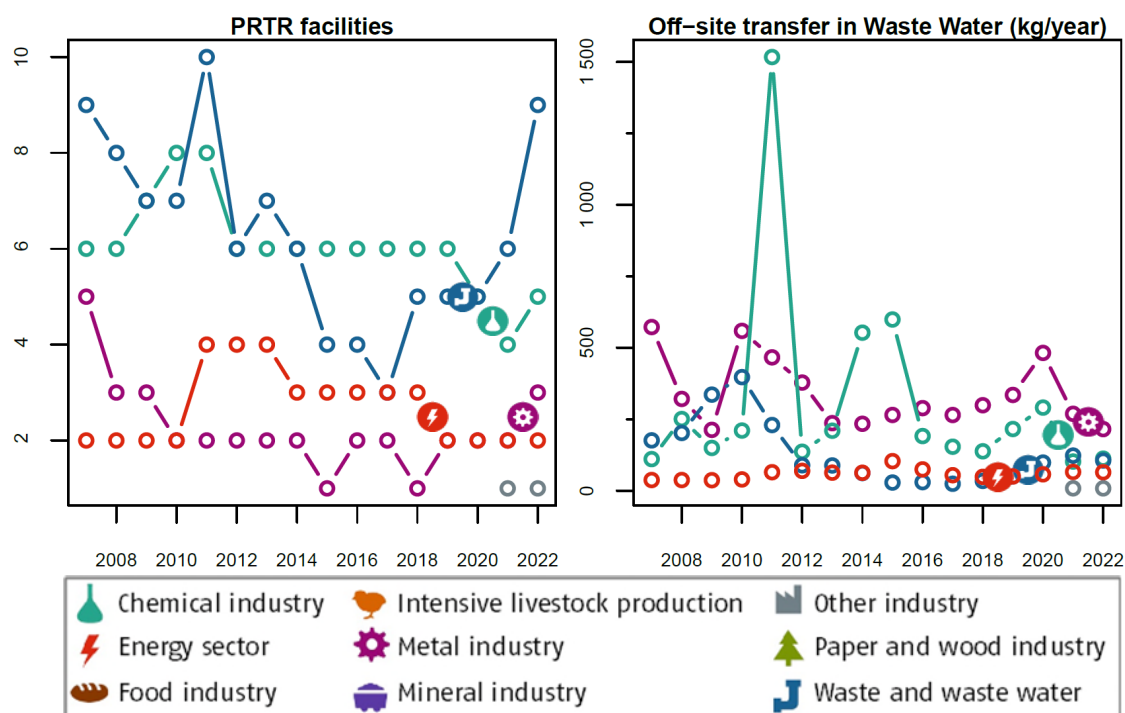 PRTR facilities
Off−site transfer in Waste Water (kg/year)
10
8
6
4
2
2008 2010 2012 2014 2016 2018 2020 2022
1 500
1 000
500
0
2008 2010 2012 2014 2016 2018 2020 2022
Chemical industry Intensive livestock production Other industry
Energy sector Metal industry Paper and wood industry
Food industry Mineral industry Waste and waste water